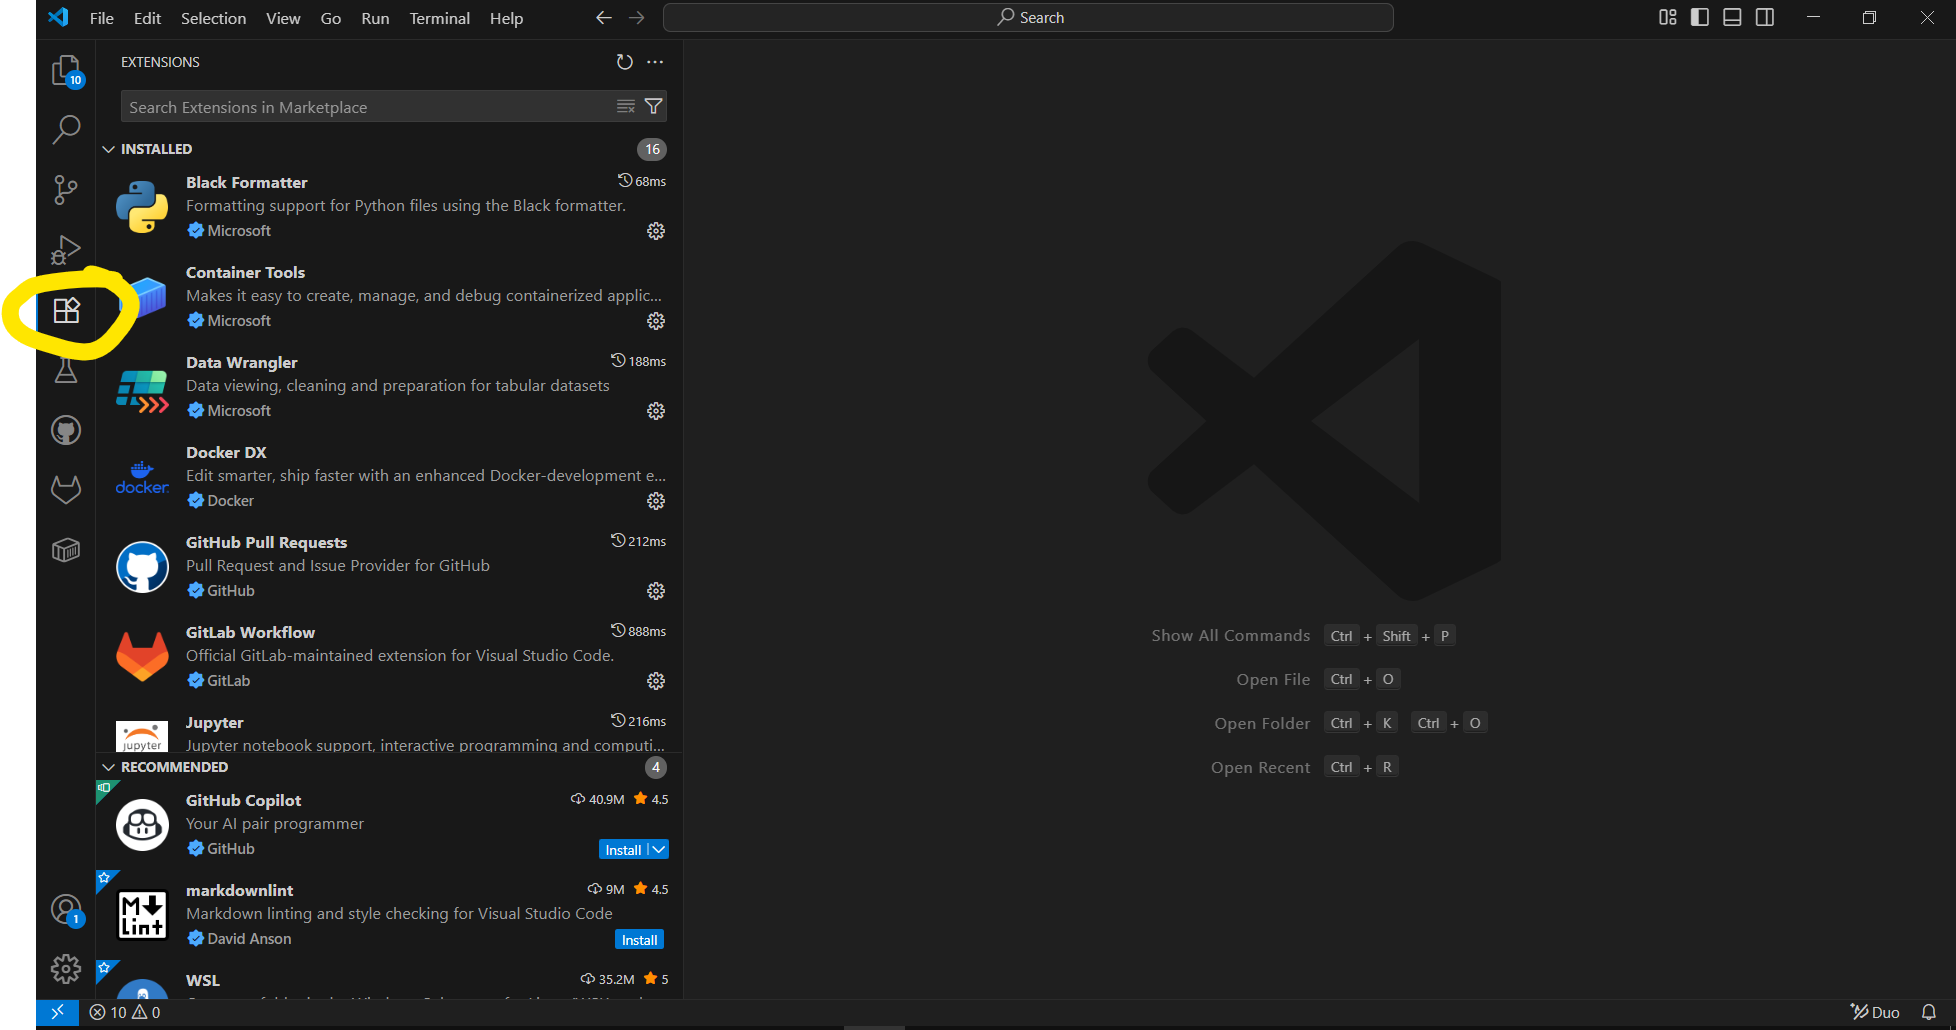 File Edit Selection View Go Run Terminal Help
Search
10
EXTENSIONS
Search Extensions in Marketplace
INSTALLED 16
Black Formatter 68ms
Formatting support for Python files using the Black formatter.
Microsoft
Container Tools
Makes it easy to create, manage, and debug containerized applic...
Microsoft
Data Wrangler 188ms
Data viewing, cleaning and preparation for tabular datasets
Microsoft
docker
Docker DX
Edit smarter, ship faster with an enhanced Docker-development e...
Docker
GitHub Pull Requests 212ms
Pull Request and Issue Provider for GitHub
GitHub
GitLab Workflow 888ms
Official GitLab-maintained extension for Visual Studio Code.
GitLab
jupyter
Jupyter 216ms
Jupyter notebook support, interactive programming and computi...
RECOMMENDED 4
GitHub Copilot 40.9M 4.5
Your AI pair programmer
GitHub Install
M Lint
markdownlint 9M 4.5
Markdown linting and style checking for Visual Studio Code
David Anson Install
WSL 35.2M 5
1
10 0
Show All Commands Ctrl + Shift + P
Open File Ctrl + O
Open Folder Ctrl + K Ctrl + O
Open Recent Ctrl + R
Duo